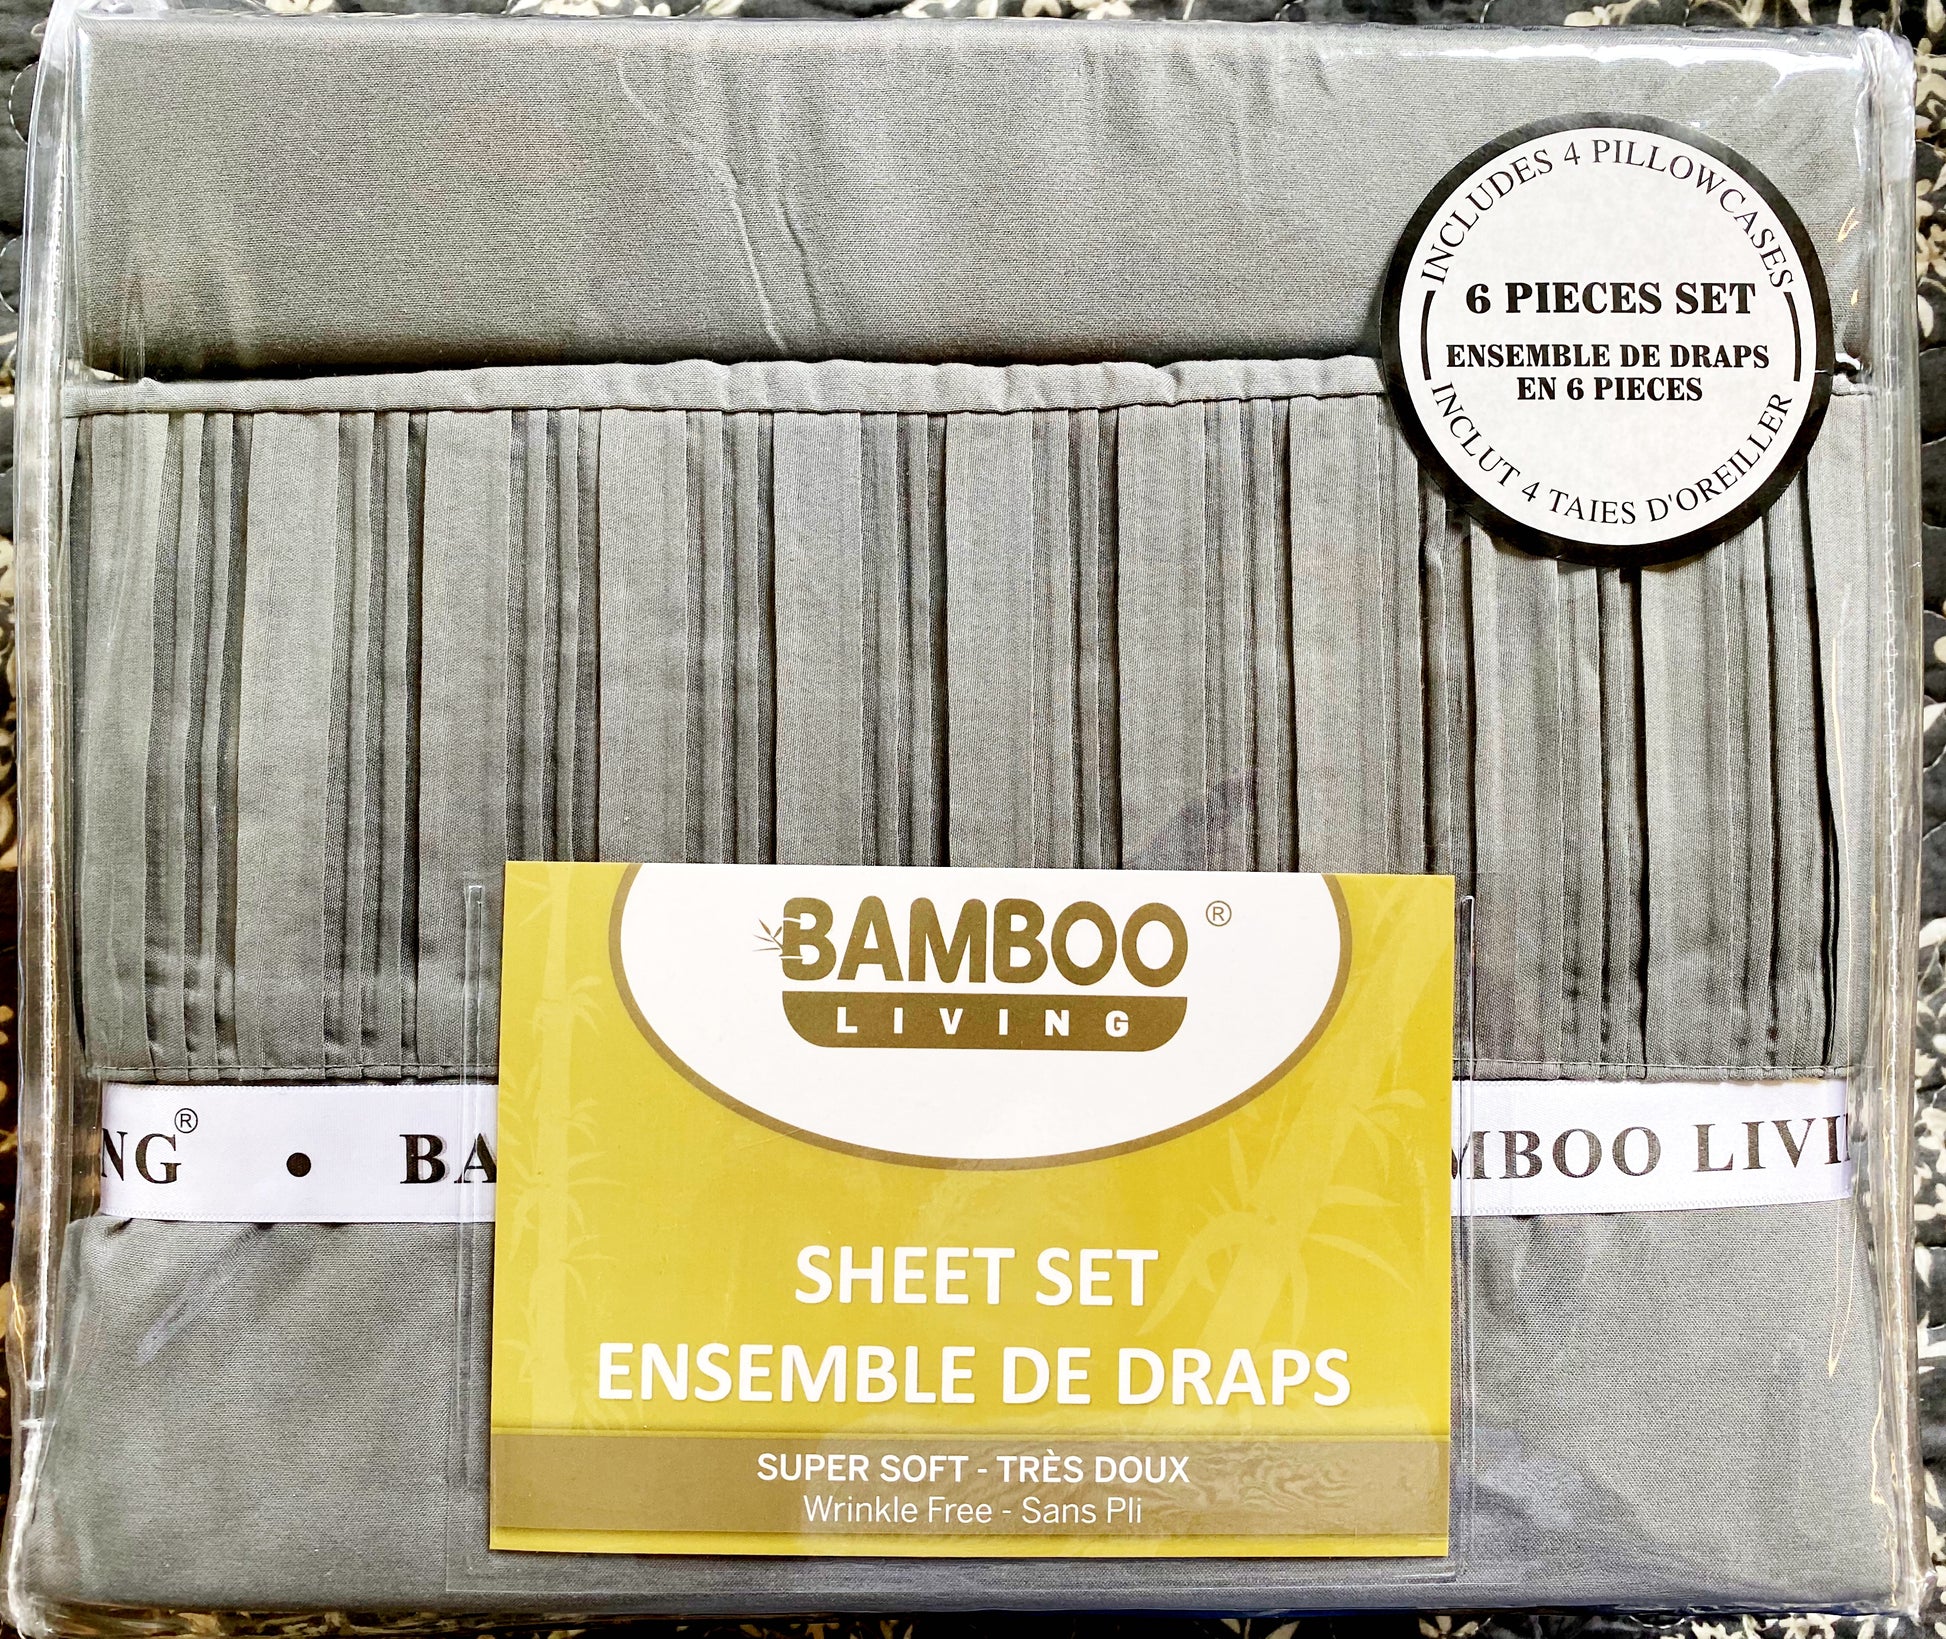 INCLUDES 4 PILLOWCASES
6 PIECES SET
ENSEMBLE DE DRAPS
EN 6 PIECES
INCLUT 4 TAIES D'OREILLER
BAMBOO ®
LIVING
NG® • BA
MBOO LIVI
SHEET SET
ENSEMBLE DE DRAPS
SUPER SOFT - TRÈS DOUX
Wrinkle Free - Sans Pli